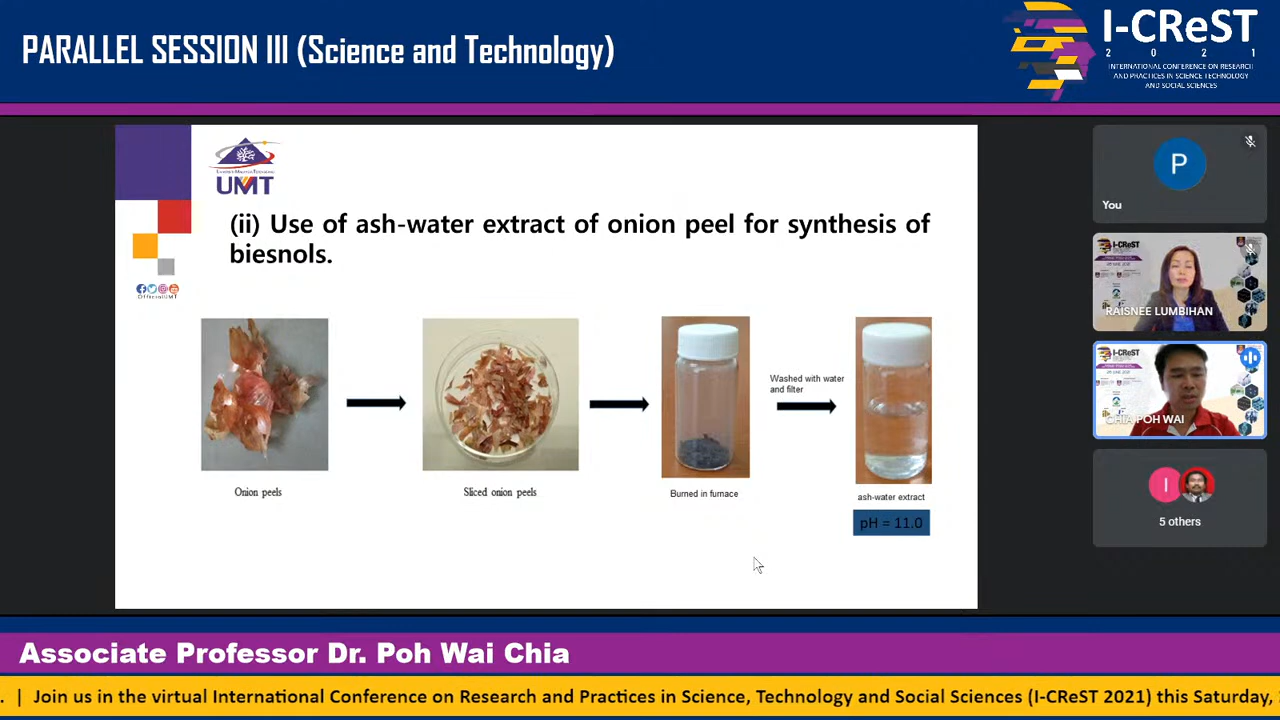 PARALLEL SESSION III (Science and Technology)
I-CReST
2 0 2 1
INTERNATIONAL CONFERENCE ON RESEARCH
AND PRACTICES IN SCIENCE TECHNOLOGY
AND SOCIAL SCIENCES
UMT
OfficialUMT
(ii) Use of ash-water extract of onion peel for synthesis of
biesnols.
Washed with water
and filter
Onion peels
Sliced onion peels
Burned in furnace
ash-water extract
pH = 11.0
P
You
I-CReST
RAISNEE LUMBIHAN
I-CReST
CHIA POH WAI
I
5 others
Associate Professor Dr. Poh Wai Chia
. | Join us in the virtual International Conference on Research and Practices in Science, Technology and Social Sciences (I-CReST 2021) this Saturday,